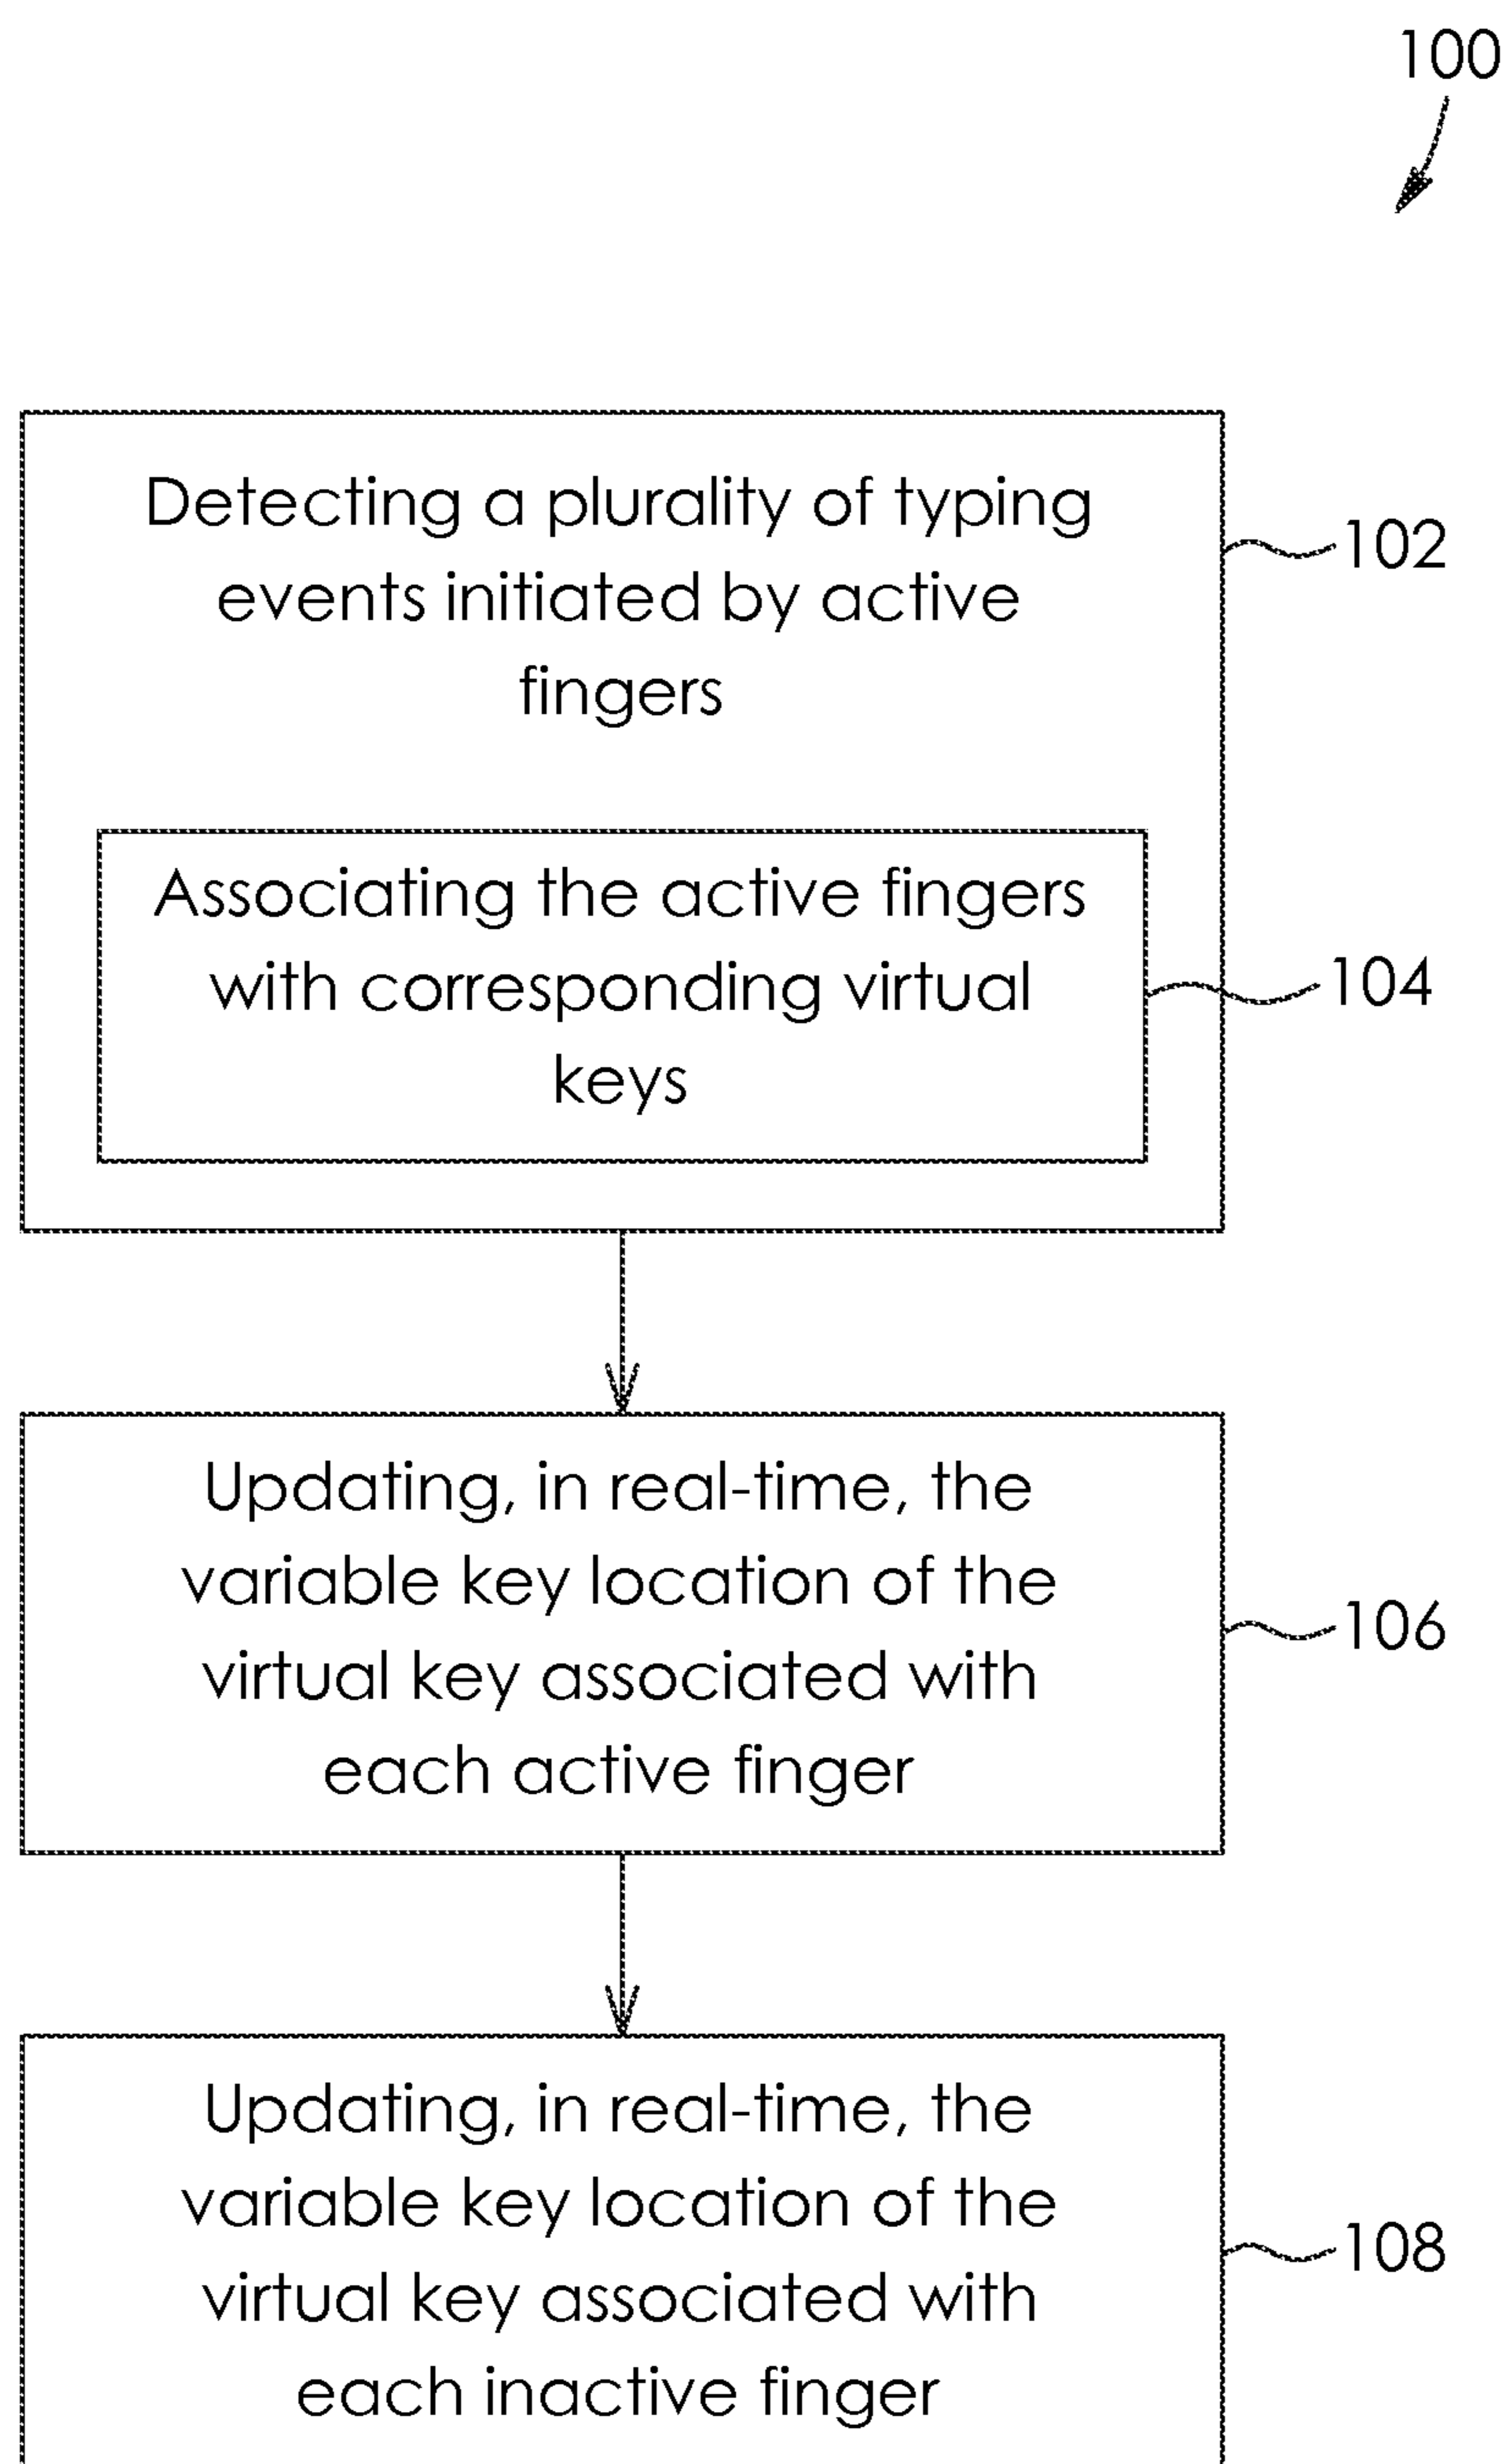 100
Detecting a plurality of typing
events initiated by active
fingers
102
Associating the active fingers
with corresponding virtual
keys
104
Updating, in real-time, the
variable key location of the
virtual key associated with
each active finger
106
Updating, in real-time, the
variable key location of the
virtual key associated with
each inactive finger
108